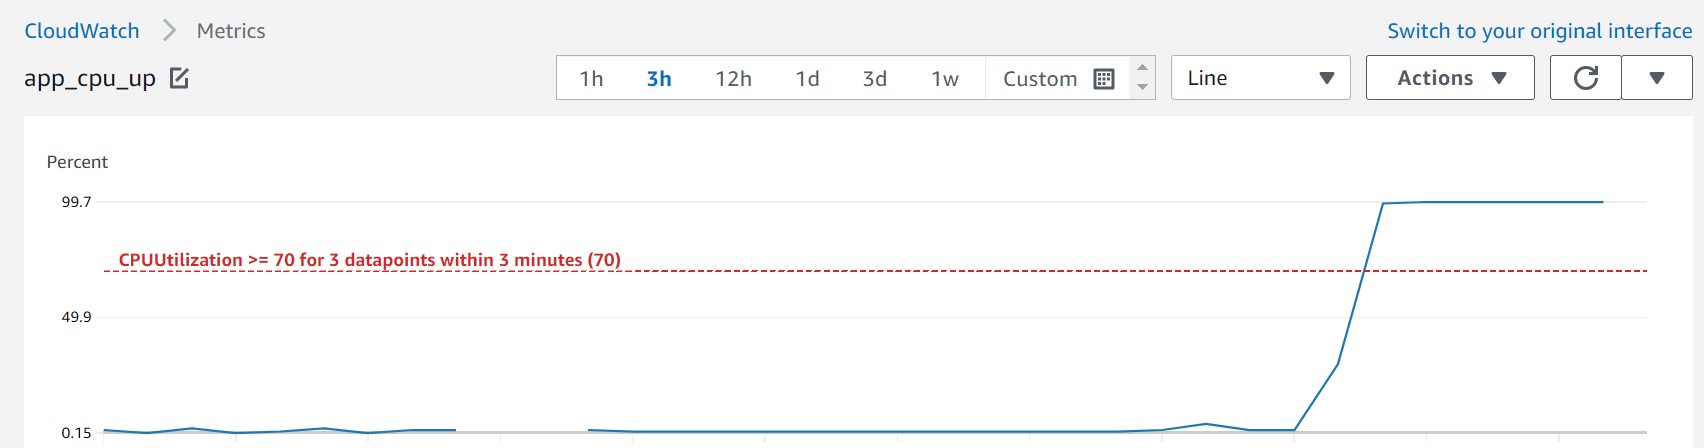 CloudWatch Metrics Switch to your original interface
app_cpu_up 1h 3h 12h 1d 3d 1w Custom Line Actions
Percent
99.7
CPUUtilization >= 70 for 3 datapoints within 3 minutes (70)
49.9
0.15